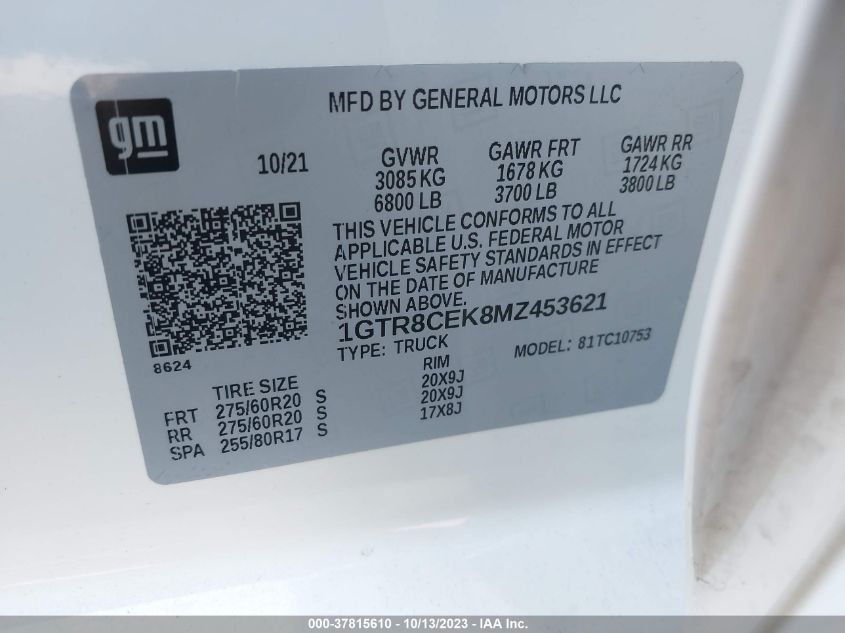 gm
MFD BY GENERAL MOTORS LLC
10/21
GVWR
3085 KG
6800 LB
GAWR FRT
1678 KG
3700 LB
GAWR RR
1724 KG
3800 LB
THIS VEHICLE CONFORMS TO ALL
APPLICABLE U.S. FEDERAL MOTOR
VEHICLE SAFETY STANDARDS IN EFFECT
ON THE DATE OF MANUFACTURE
SHOWN ABOVE.
1GTR8CEK8MZ453621
TYPE: TRUCK
MODEL: 81TC10753
8624
TIRE SIZE RIM
FRT 275/60R20 S 20X9J
RR 275/60R20 S 20X9J
SPA 255/80R17 S 17X8J
000-37815610 - 10/13/2023 - © IAA, Inc.